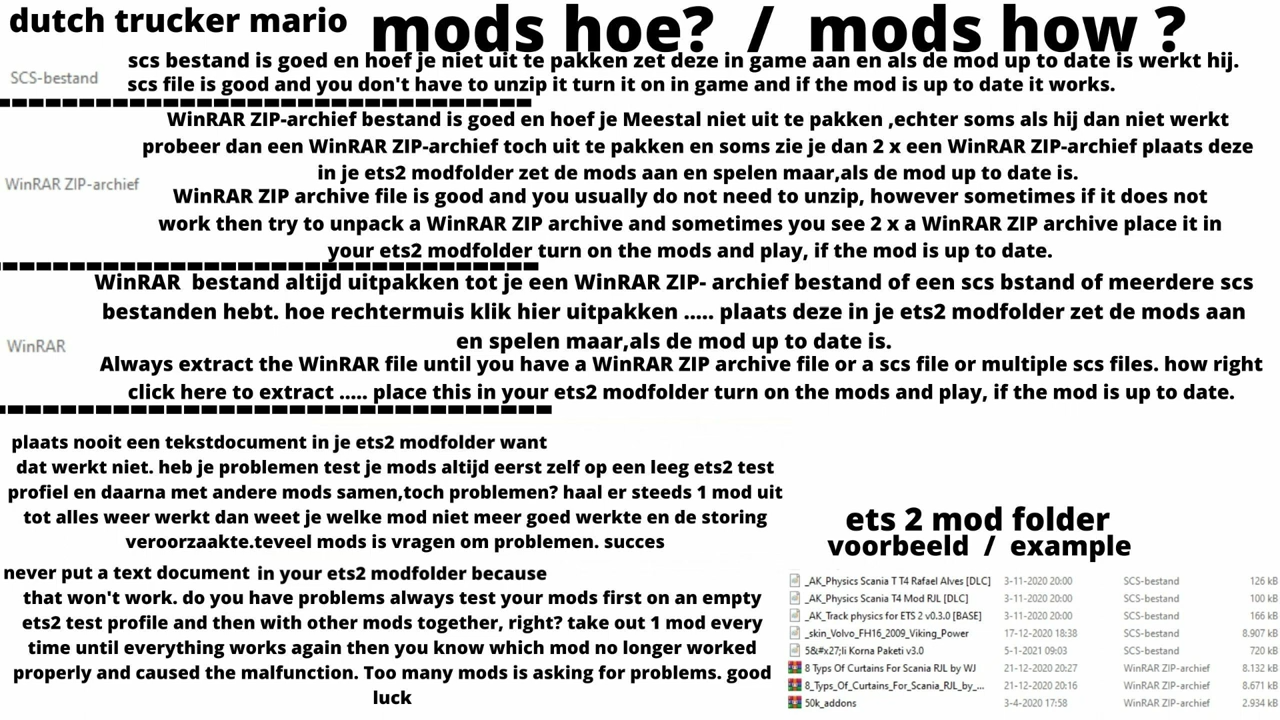 dutch trucker mario
mods hoe? / mods how ?
scs bestand is goed en hoef je niet uit te pakken zet deze in game aan en als de mod up to date is werkt hij.
SCS-bestand
scs file is good and you don't have to unzip it turn it on in game and if the mod is up to date it works.
WinRAR ZIP-archief bestand is goed en hoef je Meestal niet uit te pakken ,echter soms als hij dan niet werkt
probeer dan een WinRAR ZIP-archief toch uit te pakken en soms zie je dan 2 x een WinRAR ZIP-archief plaats deze
in je ets2 modfolder zet de mods aan en spelen maar,als de mod up to date is.
WinRAR ZIP-archief
WinRAR ZIP archive file is good and you usually do not need to unzip, however sometimes if it does not
work then try to unpack a WinRAR ZIP archive and sometimes you see 2 x a WinRAR ZIP archive place it in
your ets2 modfolder turn on the mods and play, if the mod is up to date.
WinRAR bestand altijd uitpakken tot je een WinRAR ZIP- archief bestand of een scs bstand of meerdere scs
bestanden hebt. hoe rechtermuis klik hier uitpakken ..... plaats deze in je ets2 modfolder zet de mods aan
en spelen maar,als de mod up to date is.
WinRAR
Always extract the WinRAR file until you have a WinRAR ZIP archive file or a scs file or multiple scs files. how right
click here to extract ..... place this in your ets2 modfolder turn on the mods and play, if the mod is up to date.
plaats nooit een tekstdocument in je ets2 modfolder want
dat werkt niet. heb je problemen test je mods altijd eerst zelf op een leeg ets2 test
profiel en daarna met andere mods samen,toch problemen? haal er steeds 1 mod uit
tot alles weer werkt dan weet je welke mod niet meer goed werkte en de storing
veroorzaakte.teveel mods is vragen om problemen. succes
never put a text document in your ets2 modfolder because
that won't work. do you have problems always test your mods first on an empty
ets2 test profile and then with other mods together, right? take out 1 mod every
time until everything works again then you know which mod no longer worked
properly and caused the malfunction. Too many mods is asking for problems. good
luck
ets 2 mod folder
voorbeeld / example
_AK_Physics Scania T T4 Rafael Alves [DLC] 3-11-2020 20:00 SCS-bestand 126 kB
_AK_Physics Scania T4 Mod RJL [DLC] 3-11-2020 20:00 SCS-bestand 100 kB
_AK_Track physics for ETS 2 v0.3.0 [BASE] 3-11-2020 20:00 SCS-bestand 166 kB
_skin_Volvo_FH16_2009_Viking_Power 17-12-2020 18:38 SCS-bestand 8.907 kB
5&#x27;li Korna Paketi v3.0 5-1-2021 09:03 SCS-bestand 720 kB
8 Typs Of Curtains For Scania RJL by WJ 21-12-2020 20:27 WinRAR ZIP-archief 8.132 kB
8_Typs_Of_Curtains_For_Scania_RJL_by_... 21-12-2020 20:16 WinRAR ZIP-archief 8.671 kB
50k_addons 3-4-2020 17:58 WinRAR ZIP-archief 2.934 kB